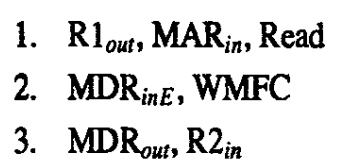 1. R1out, MARin, Read
2. MDRinE, WMFC
3. MDRout, R2in